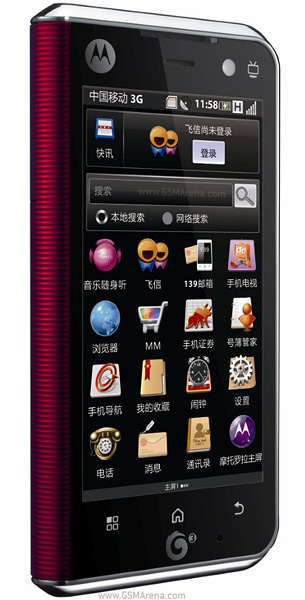 MOTOROLA
中国移动 3G 11:58 H
快讯 飞信尚未登录
登录
www.GSMArena.com
搜索
本地搜索 网络搜索
音乐随身听 飞信 139邮箱 手机电视
浏览器 MM 手机证券 号薄管家
手机导航 我的收藏 闹钟 设置
电话 消息 通讯录 摩托罗拉主屏
主屏1
3
www.GSMArena.com